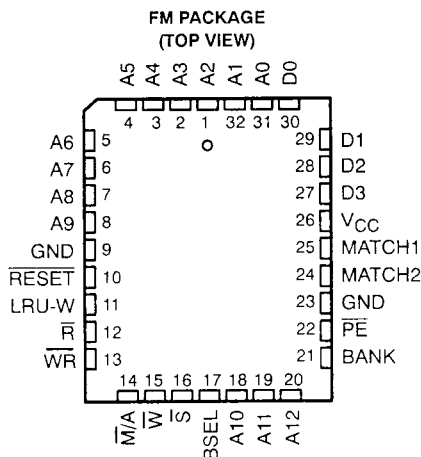 FM PACKAGE
(TOP VIEW)
A5 A4 A3 A2 A1 A0 D0
4 3 2 1 32 31 30
A6 5 29 D1
A7 6 28 D2
A8 7 27 D3
A9 8 26 VCC
GND 9 25 MATCH1
R̅E̅S̅E̅T̅ 10 24 MATCH2
LRU-W 11 23 GND
R̅ 12 22 P̅E̅
W̅R̅ 13 21 BANK
14 15 16 17 18 19 20
M̅/A W̅ S̅ BSEL A10 A11 A12